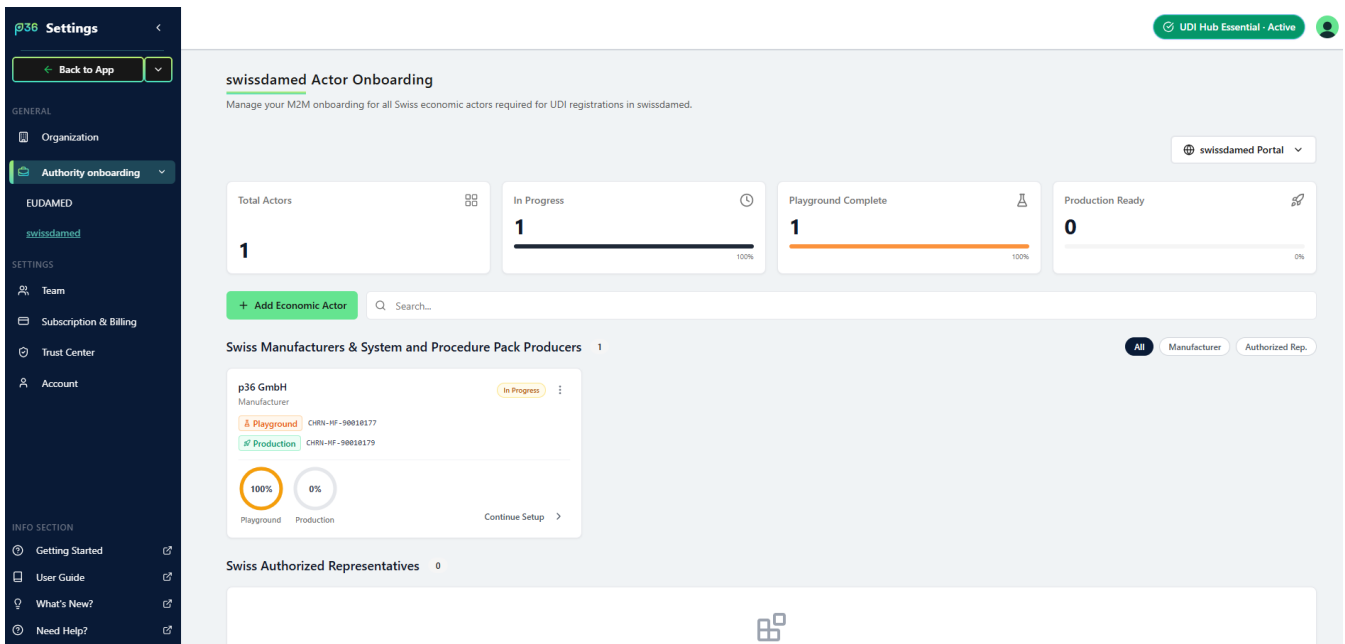 p36 Settings
Back to App
GENERAL
Organization
Authority onboarding
EUDAMED
swissdamed
SETTINGS
Team
Subscription & Billing
Trust Center
Account
INFO SECTION
Getting Started
User Guide
What's New?
Need Help?
UDI Hub Essential - Active
swissdamed Actor Onboarding
Manage your M2M onboarding for all Swiss economic actors required for UDI registrations in swissdamed.
swissdamed Portal
Total Actors
1
In Progress
1
100%
Playground Complete
1
100%
Production Ready
0
0%
+ Add Economic Actor
Search...
Swiss Manufacturers & System and Procedure Pack Producers 1
All Manufacturer Authorized Rep.
p36 GmbH
In Progress
Manufacturer
Playground CHRN-MF-90010177
Production CHRN-MF-90010179
100% 0%
Playground Production
Continue Setup
Swiss Authorized Representatives 0